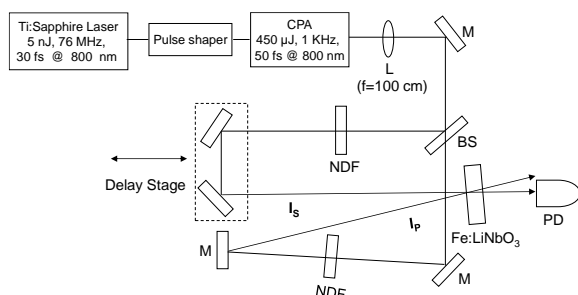 Ti:Sapphire Laser
5 nJ, 76 MHz,
30 fs @ 800 nm
Pulse shaper
CPA
450 μJ, 1 KHz,
50 fs @ 800 nm
L
(f=100 cm)
M
BS
NDF
Delay Stage
I_S
I_P
Fe:LiNbO₃
PD
M
NDF
M